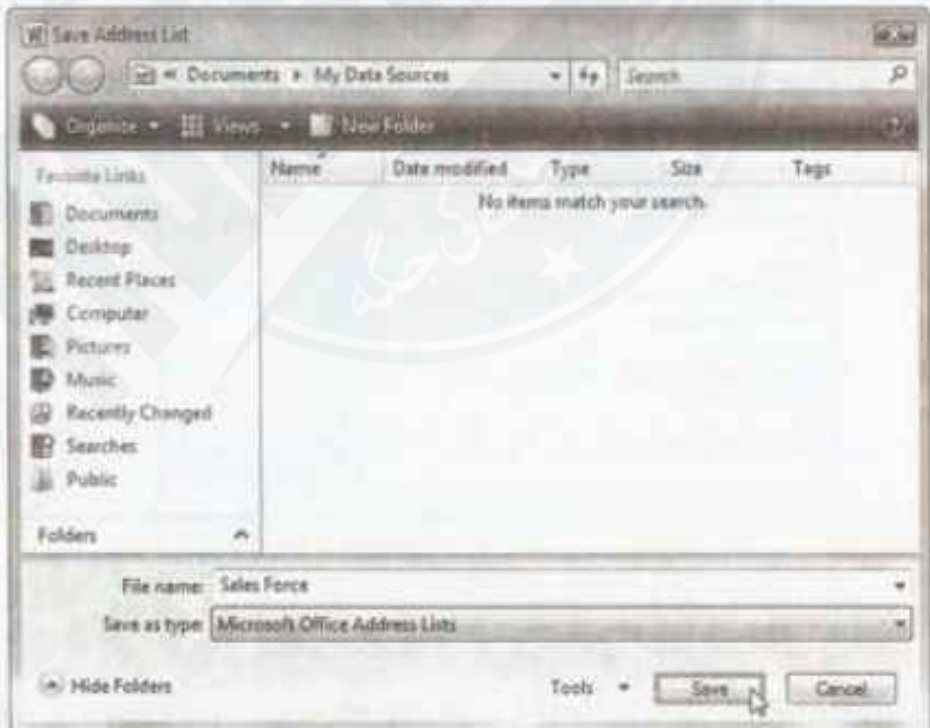 Save Address List
« Documents ▸ My Data Sources
Search
Organize
Views
New Folder
Favorite Links
Name
Date modified
Type
Size
Tags
No items match your search.
Documents
Desktop
Recent Places
Computer
Pictures
Music
Recently Changed
Searches
Public
Folders
File name: Sales Force
Save as type: Microsoft Office Address Lists
Hide Folders
Tools
Save
Cancel
کی جگہ